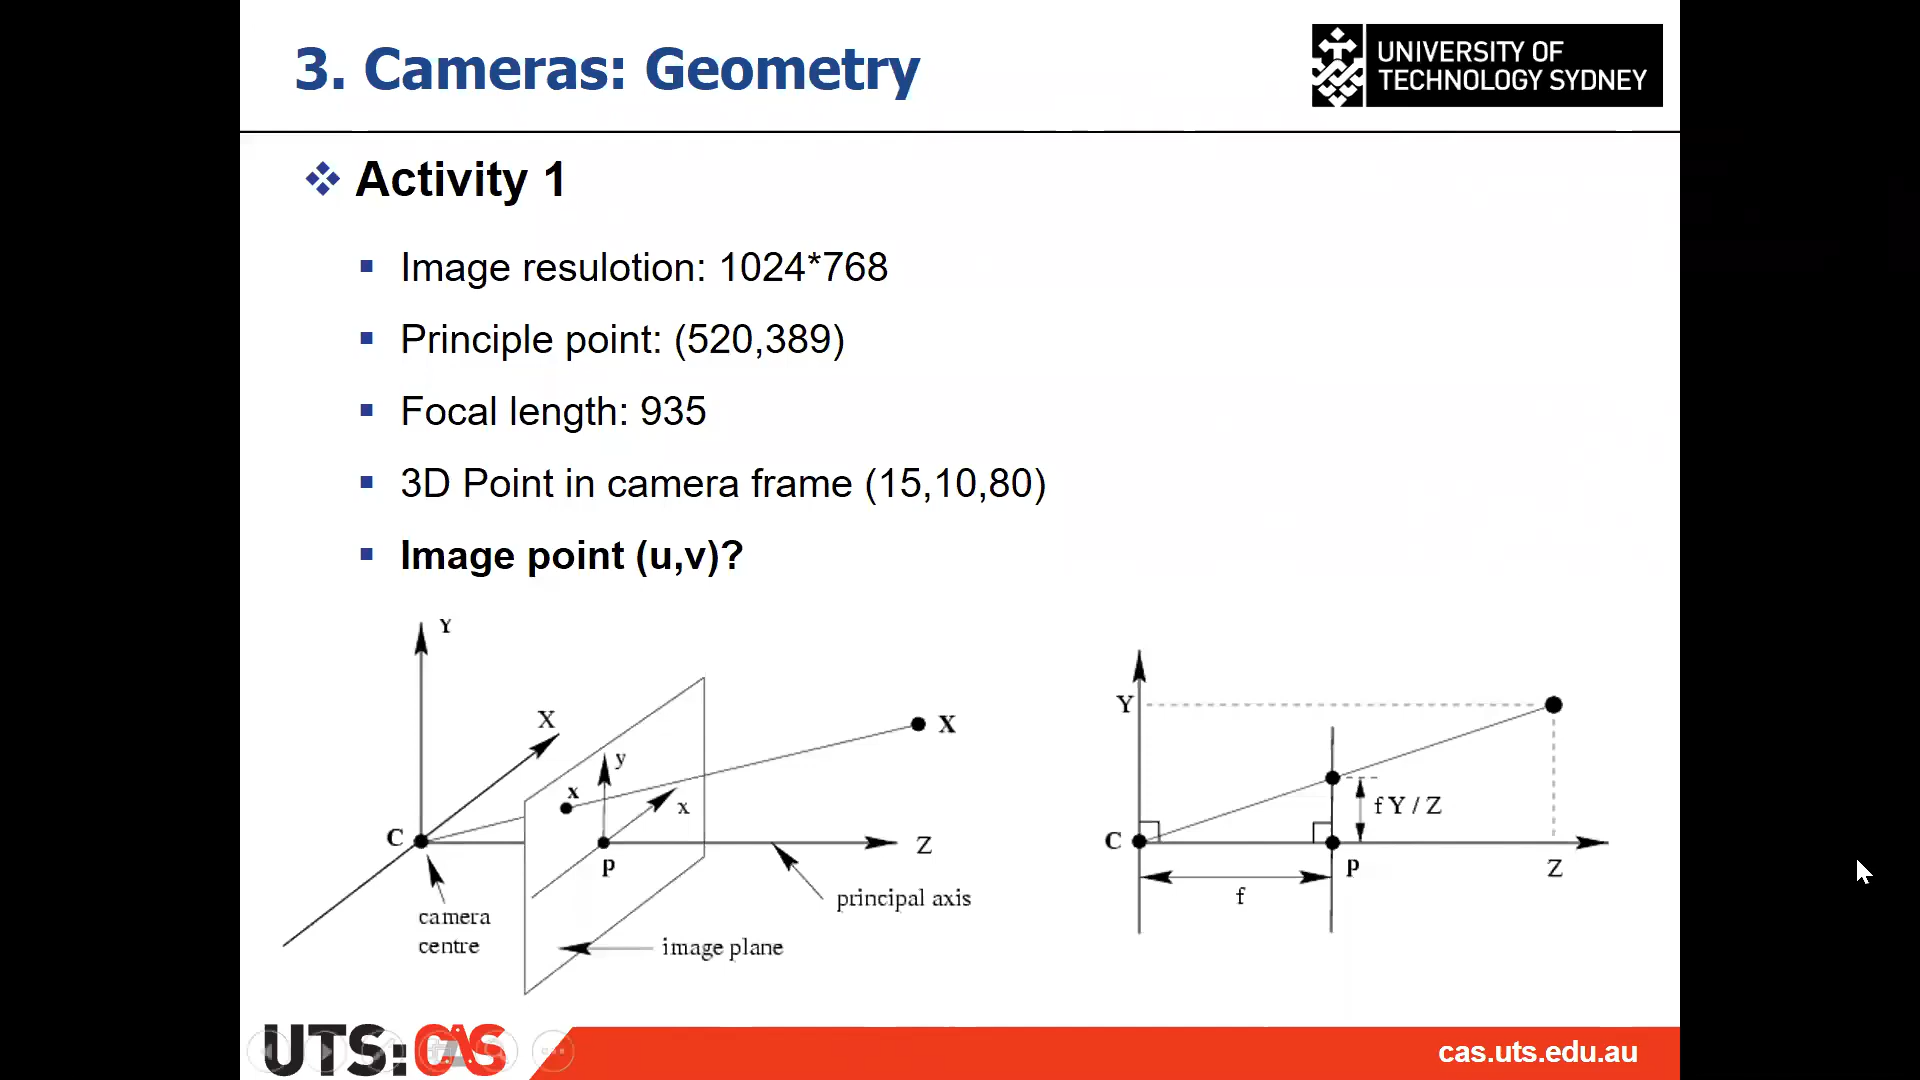 3. Cameras: Geometry
UNIVERSITY OF
TECHNOLOGY SYDNEY
Activity 1
Image resulotion: 1024*768
Principle point: (520,389)
Focal length: 935
3D Point in camera frame (15,10,80)
Image point (u,v)?
Y
X
X
x
y
x
C
p
Z
camera
centre
principal axis
image plane
Y
f Y / Z
C
p
Z
f
UTS:CAS
cas.uts.edu.au